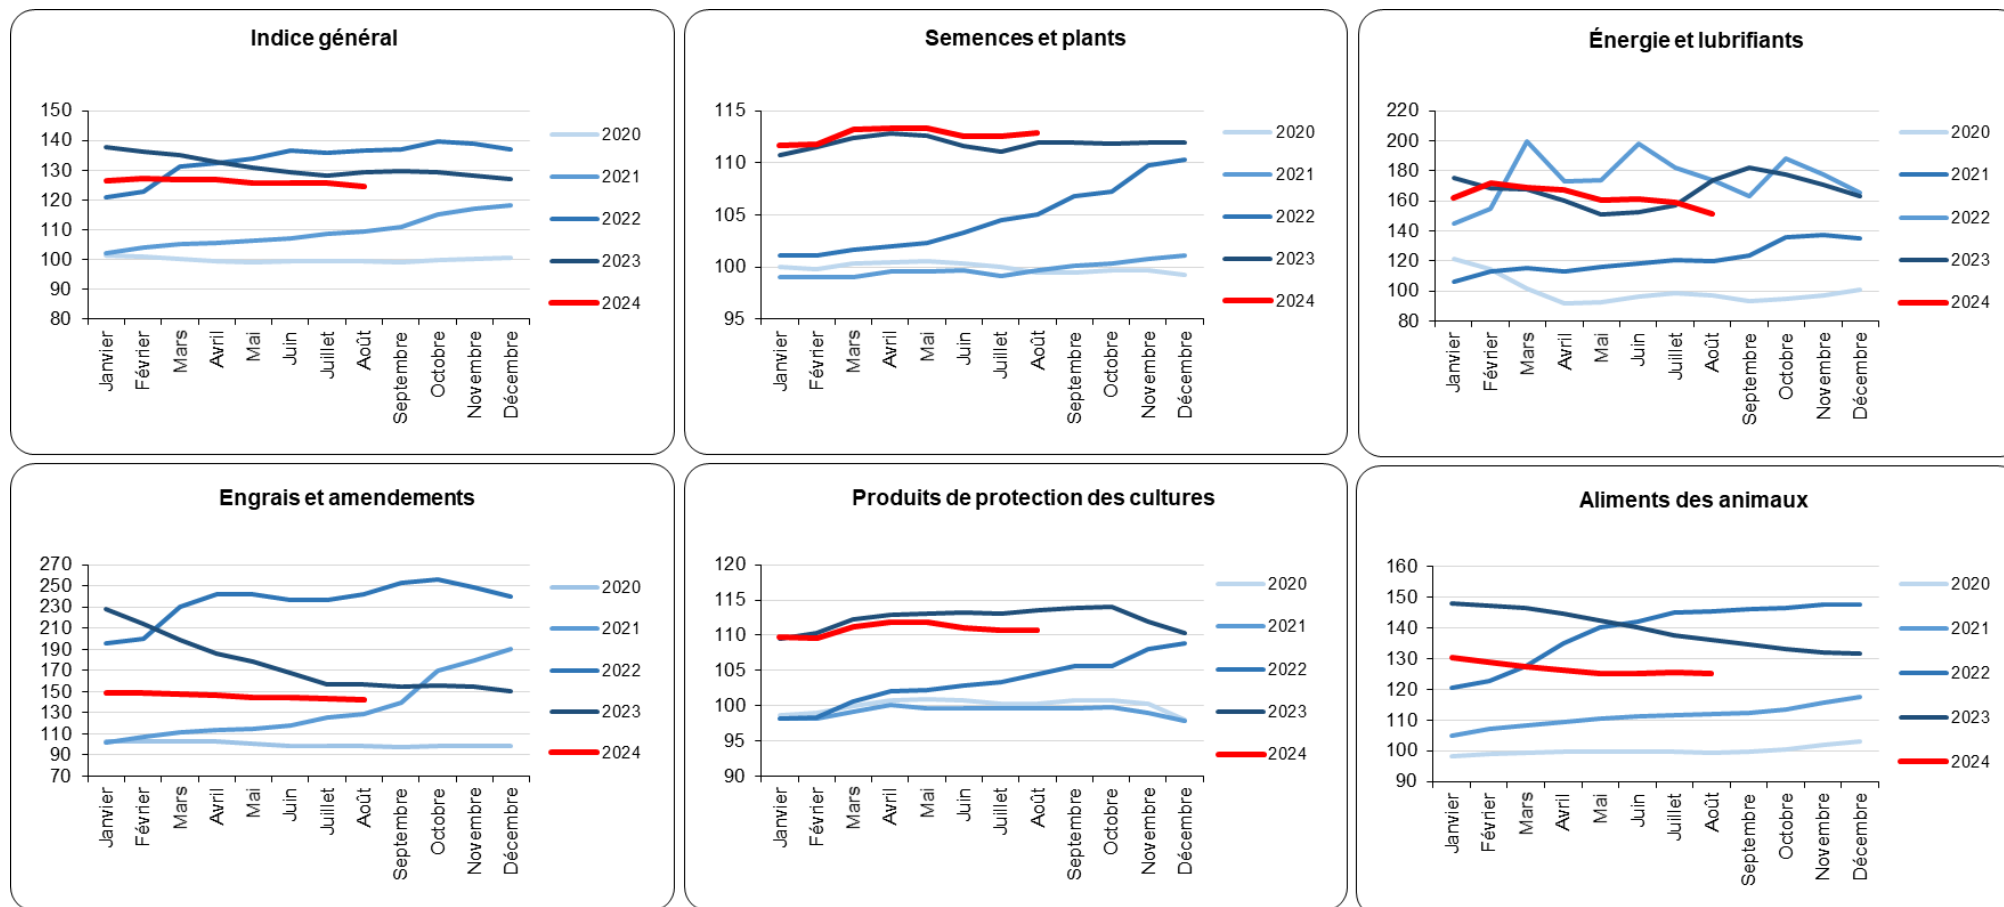 Indice général
150
140
130
120
110
100
90
80
Janvier
Février
Mars
Avril
Mai
Juin
Juillet
Août
Septembre
Octobre
Novembre
Décembre
2020
2021
2022
2023
2024
Semences et plants
115
110
105
100
95
Janvier
Février
Mars
Avril
Mai
Juin
Juillet
Août
Septembre
Octobre
Novembre
Décembre
2020
2021
2022
2023
2024
Énergie et lubrifiants
220
200
180
160
140
120
100
80
Janvier
Février
Mars
Avril
Mai
Juin
Juillet
Août
Septembre
Octobre
Novembre
Décembre
2020
2021
2022
2023
2024
Engrais et amendements
270
250
230
210
190
170
150
130
110
90
70
Janvier
Février
Mars
Avril
Mai
Juin
Juillet
Août
Septembre
Octobre
Novembre
Décembre
2020
2021
2022
2023
2024
Produits de protection des cultures
120
115
110
105
100
95
90
Janvier
Février
Mars
Avril
Mai
Juin
Juillet
Août
Septembre
Octobre
Novembre
Décembre
2020
2021
2022
2023
2024
Aliments des animaux
160
150
140
130
120
110
100
90
Janvier
Février
Mars
Avril
Mai
Juin
Juillet
Août
Septembre
Octobre
Novembre
Décembre
2020
2021
2022
2023
2024